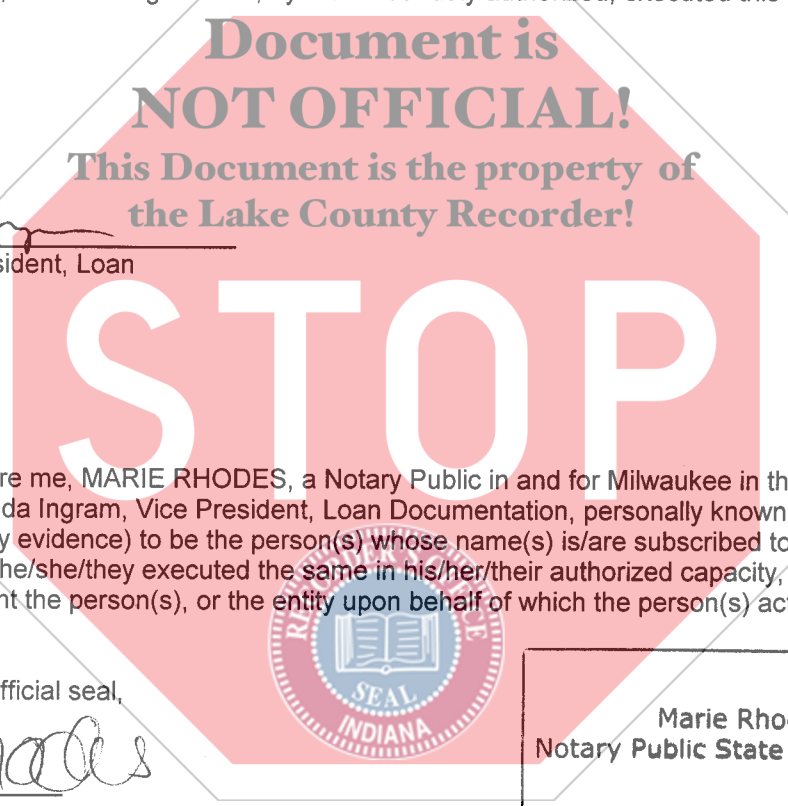 Document is
NOT OFFICIAL!
This Document is the property of
the Lake County Recorder!
sident, Loan
STOP
re me, MARIE RHODES, a Notary Public in and for Milwaukee in th
da Ingram, Vice President, Loan Documentation, personally known
y evidence) to be the person(s) whose name(s) is/are subscribed to
he/she/they executed the same in his/her/their authorized capacity,
nt the person(s), or the entity upon behalf of which the person(s) ac
RECORDER'S OFFICE
SEAL
INDIANA
fficial seal,
Marie Rho
Notary Public State